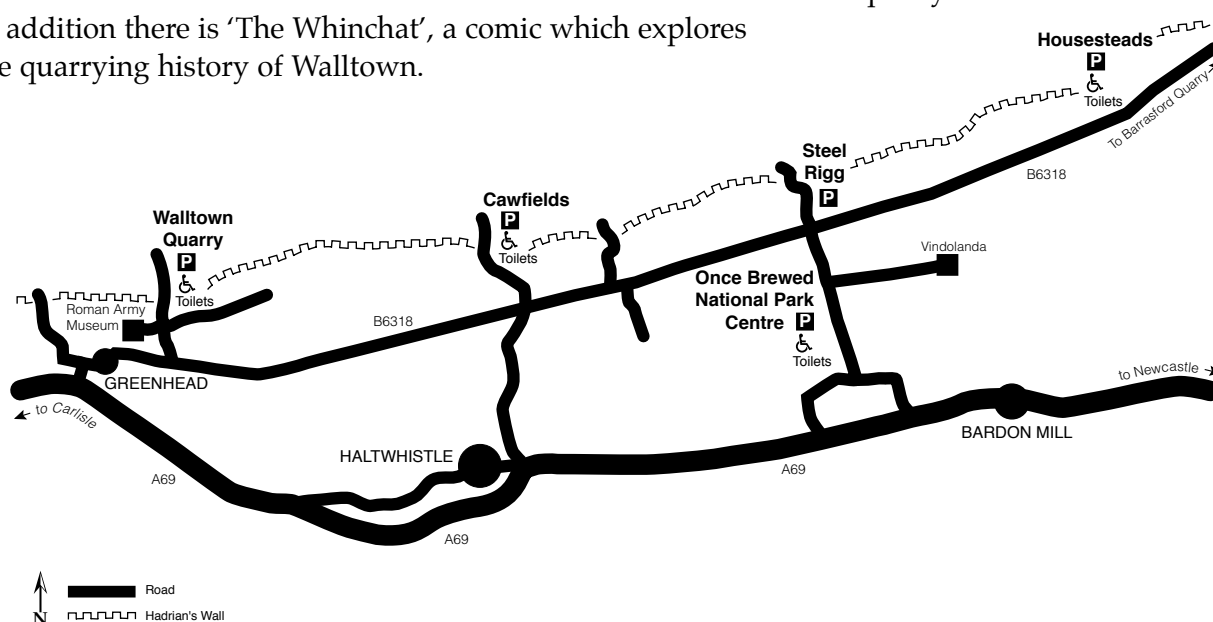 addition there is ‘The Whinchat’, a comic which explores
quarrying history of Walltown.
Housesteads
P
Toilets
To Barrasford Quarry
Steel
Rigg
P
B6318
Cawfields
P
Toilets
Walltown
Quarry
P
Toilets
Vindolanda
Once Brewed
National Park
Centre P
Toilets
Roman Army
Museum
B6318
GREENHEAD
to Carlisle
to Newcastle
BARDON MILL
HALTWHISTLE
A69
A69
A69
N
Road
Hadrian's Wall